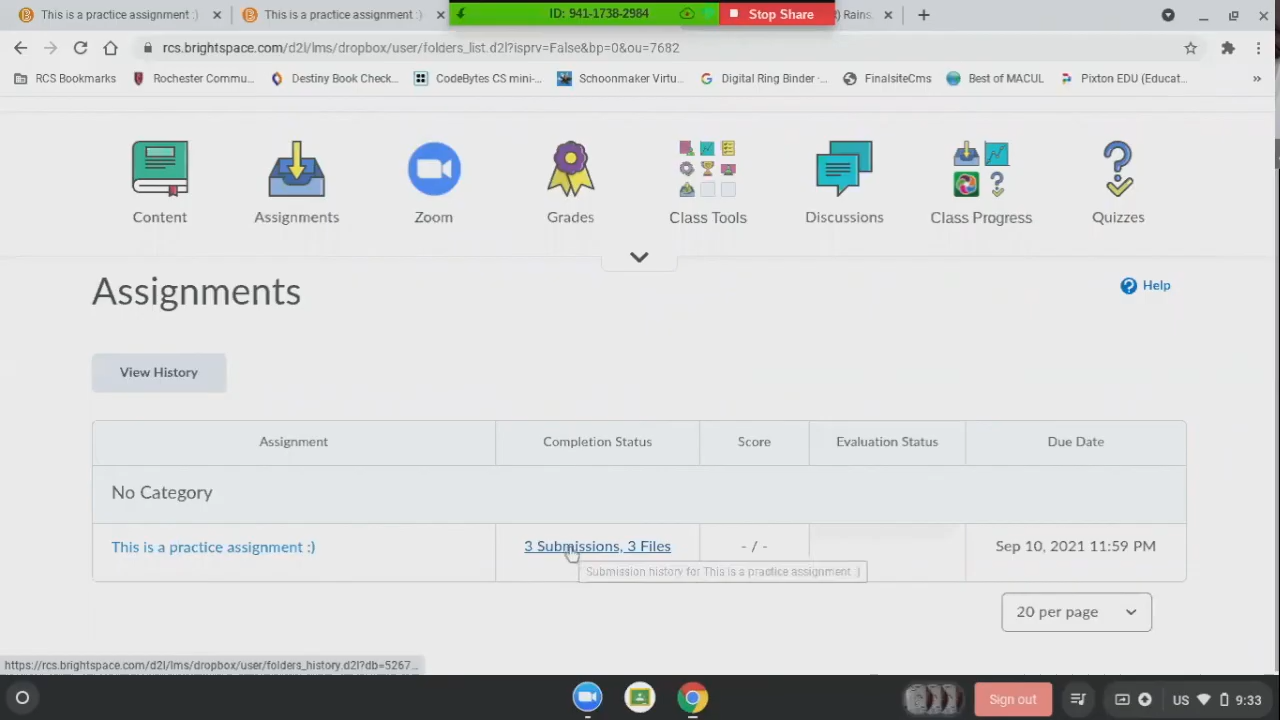 This is a practice assignment :)
This is a practice assignment :)
ID: 941-1738-2984
Stop Share
) Rains
rcs.brightspace.com/d2l/lms/dropbox/user/folders_list.d2l?isprv=False&bp=0&ou=7682
RCS Bookmarks
Rochester Commu...
Destiny Book Check...
CodeBytes CS mini-...
Schoonmaker Virtu...
Digital Ring Binder -...
FinalsiteCms
Best of MACUL
Pixton EDU (Educat...
»
Content
Assignments
Zoom
Grades
Class Tools
Discussions
Class Progress
Quizzes
Assignments
Help
View History
Assignment
Completion Status
Score
Evaluation Status
Due Date
No Category
This is a practice assignment :)
3 Submissions, 3 Files
- / -
Sep 10, 2021 11:59 PM
Submission history for This is a practice assignment :)
20 per page
https://rcs.brightspace.com/d2l/lms/dropbox/user/folders_history.d2l?db=5267...
Sign out
US
9:33